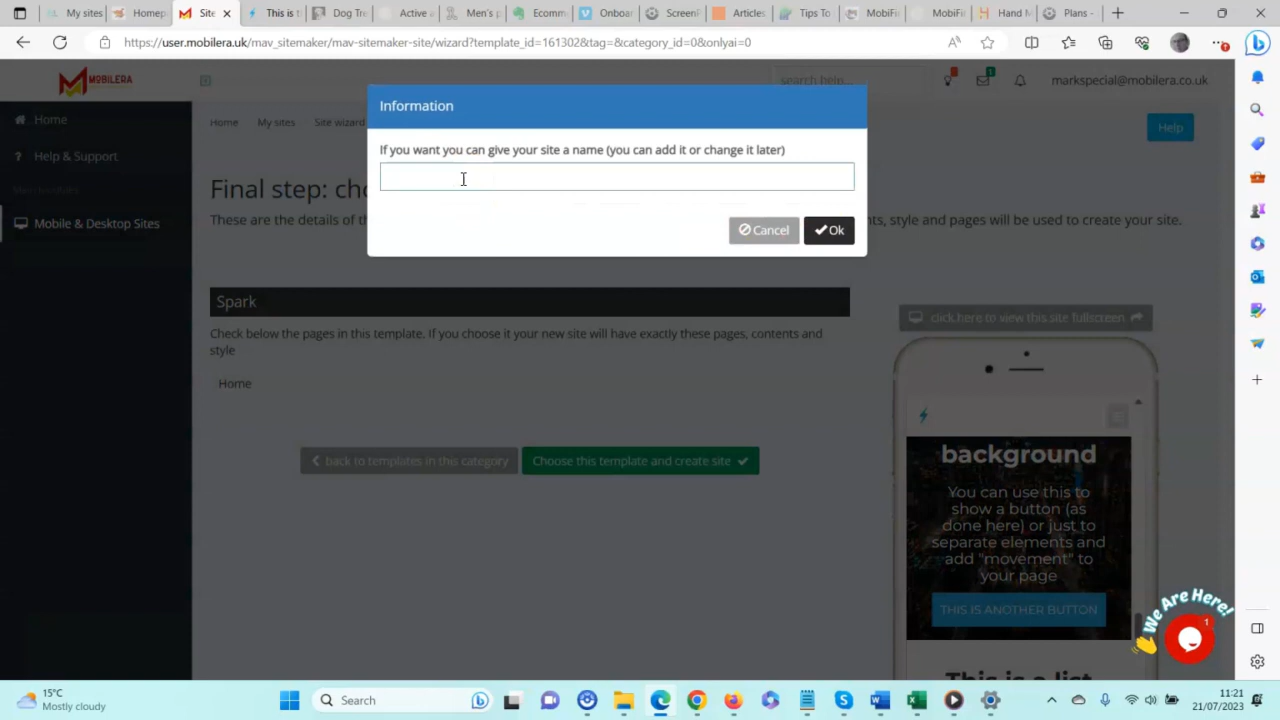 My sites
Homep
Site
This is t
Dog Tre
Active a
Men's p
Ecomm
Onboar
ScreenF
Articles
Tips To
MobiFi
MobiFi
Hand M
Plans -
https://user.mobilera.uk/mav_sitemaker/mav-sitemaker-site/wizard?template_id=161302&tag=&category_id=0&onlyai=0
MOBILERA
search help...
1
markspecial@mobilera.co.uk
Information
Home
Home
My sites
Site wizard
Help
If you want you can give your site a name (you can add it or change it later)
? Help & Support
Final step: cho
Mobile & Desktop Sites
These are the details of th
nts, style and pages will be used to create your site.
Cancel
Ok
Spark
click here to view this site fullscreen
Check below the pages in this template. If you choose it your new site will have exactly these pages, contents and
style
Home
background
back to templates in this category
Choose this template and create site
You can use this to
show a button (as
done here) or just to
separate elements and
add "movement" to
your page
THIS IS ANOTHER BUTTON
We Are Here!
1
This is a list
15°C
Mostly cloudy
Search
11:21
21/07/2023